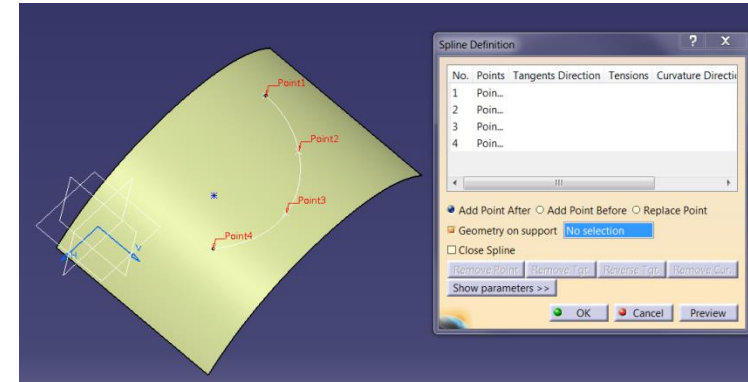 Point1
Point2
Point3
Point4
H
V
Spline Definition
? X
No. Points Tangents Direction Tensions Curvature Directi
1 Poin...
2 Poin...
3 Poin...
4 Poin...
Add Point After Add Point Before Replace Point
Geometry on support No selection
Close Spline
Remove Point Remove Tgt. Reverse Tgt. Remove Cur.
Show parameters >>
OK Cancel Preview